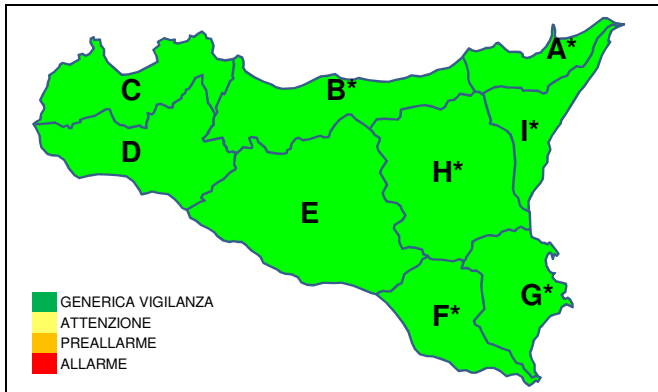 A*
C
B*
I*
D
H*
E
G*
F*
GENERICA VIGILANZA
ATTENZIONE
PREALLARME
ALLARME